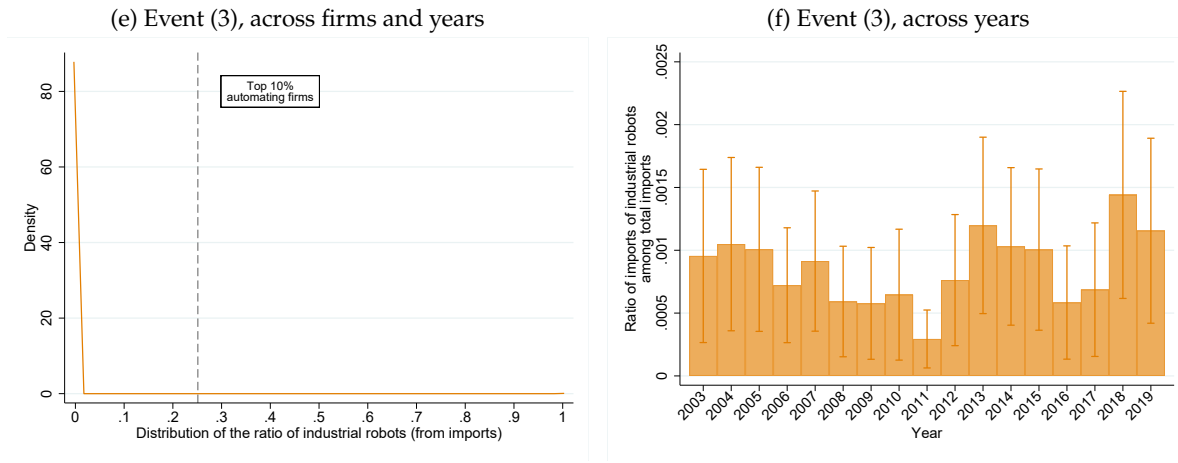 (e) Event (3), across firms and years
Density
80
60
40
20
0
Top 10%
automating firms
0 .1 .2 .3 .4 .5 .6 .7 .8 .9 1
Distribution of the ratio of industrial robots (from imports)
(f) Event (3), across years
Ratio of imports of industrial robots
among total imports
.0025
.002
.0015
.001
.0005
0
2003 2004 2005 2006 2007 2008 2009 2010 2011 2012 2013 2014 2015 2016 2017 2018 2019
Year